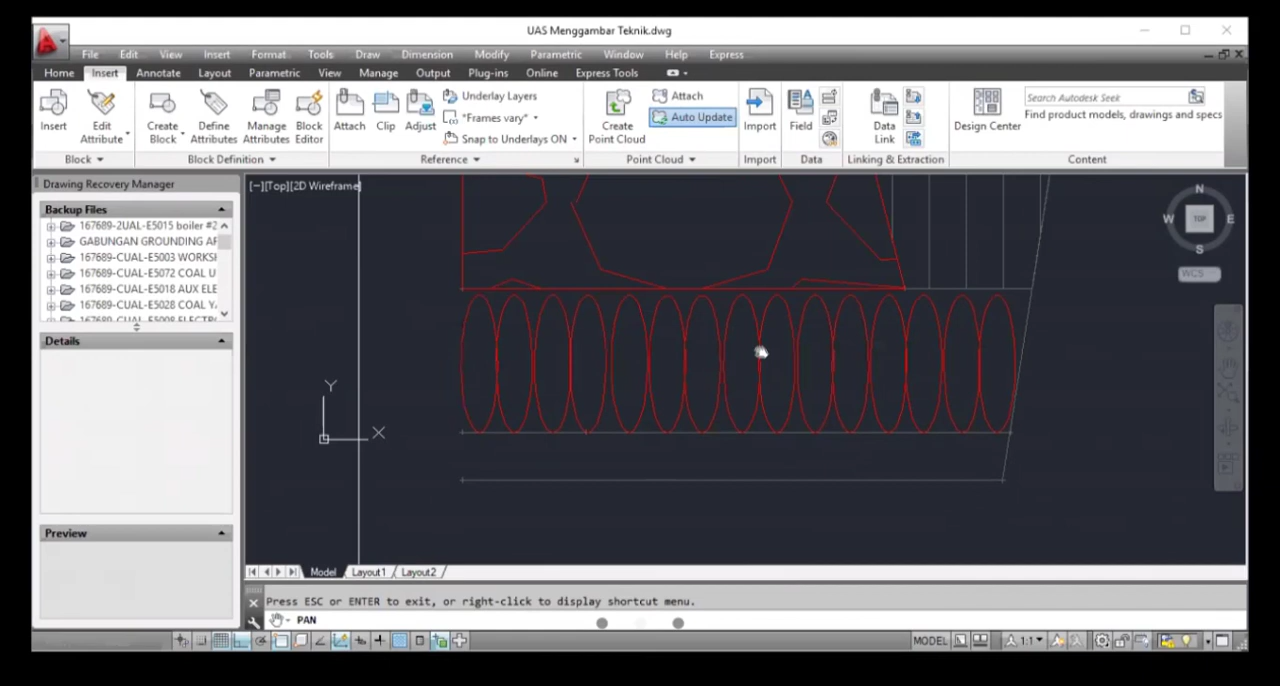 UAS Menggambar Teknik.dwg
File Edit View Insert Format Tools Draw Dimension Modify Parametric Window Help Express
Home Insert Annotate Layout Parametric View Manage Output Plug-ins Online Express Tools
Insert
Edit Attribute
Create Block
Define Attributes
Manage Attributes
Block Editor
Attach
Clip
Adjust
Underlay Layers
*Frames vary*
Snap to Underlays ON
Create Point Cloud
Attach
Auto Update
Import
Field
Data Link
Design Center
Search Autodesk Seek
Find product models, drawings and specs
Block Block Definition Reference Point Cloud Import Data Linking & Extraction Content
Drawing Recovery Manager
Backup Files
167689-2UAL-E5015 boiler #2
GABUNGAN GROUNDING AF
167689-CUAL-E5003 WORKSH
167689-CUAL-E5072 COAL U
167689-CUAL-E5018 AUX ELE
167689-CUAL-E5028 COAL Y
Details
Preview
[−][Top][2D Wireframe]
N
W TOP E
S
WCS
Y
X
Model Layout1 Layout2
Press ESC or ENTER to exit, or right-click to display shortcut menu.
PAN
MODEL 1:1